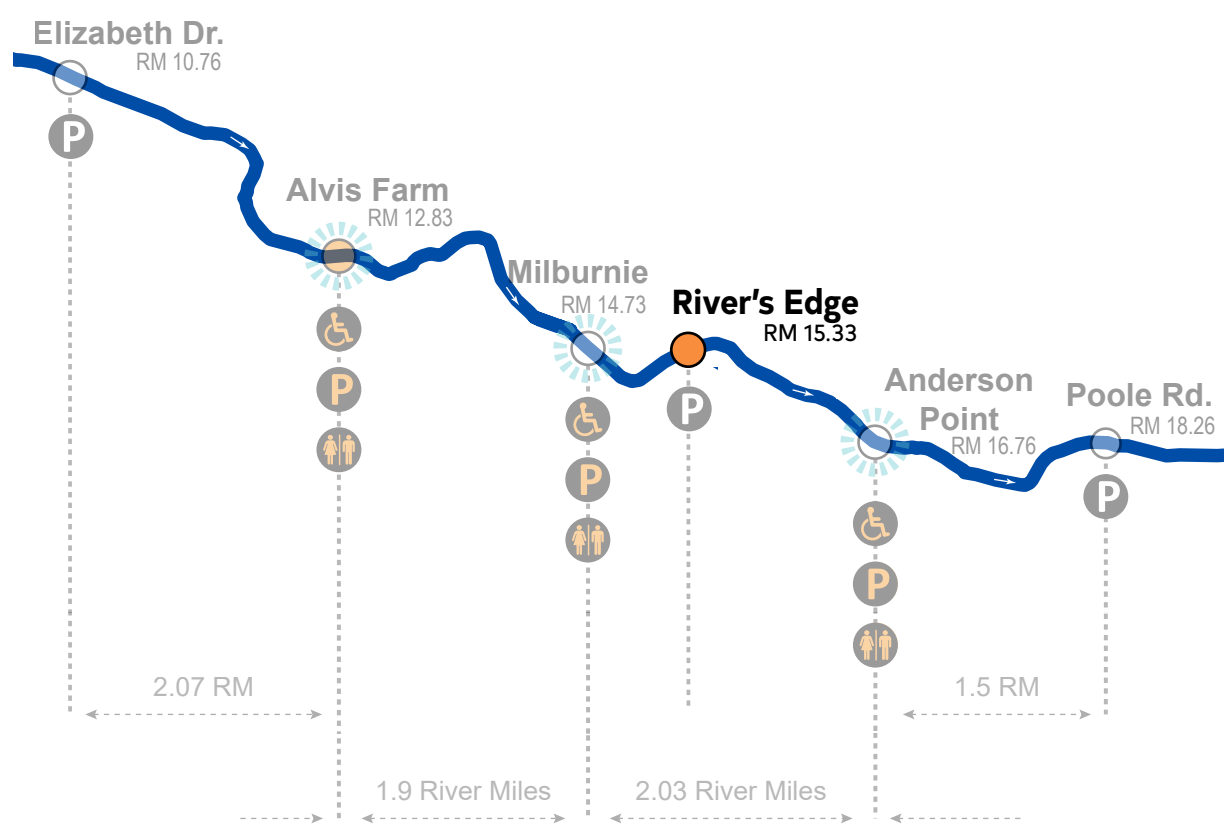 Elizabeth Dr.
RM 10.76
P
Alvis Farm
RM 12.83
P
Milburnie
RM 14.73
P
River's Edge
RM 15.33
P
Anderson
Point
RM 16.76
P
Poole Rd.
RM 18.26
P
2.07 RM
1.5 RM
1.9 River Miles
2.03 River Miles